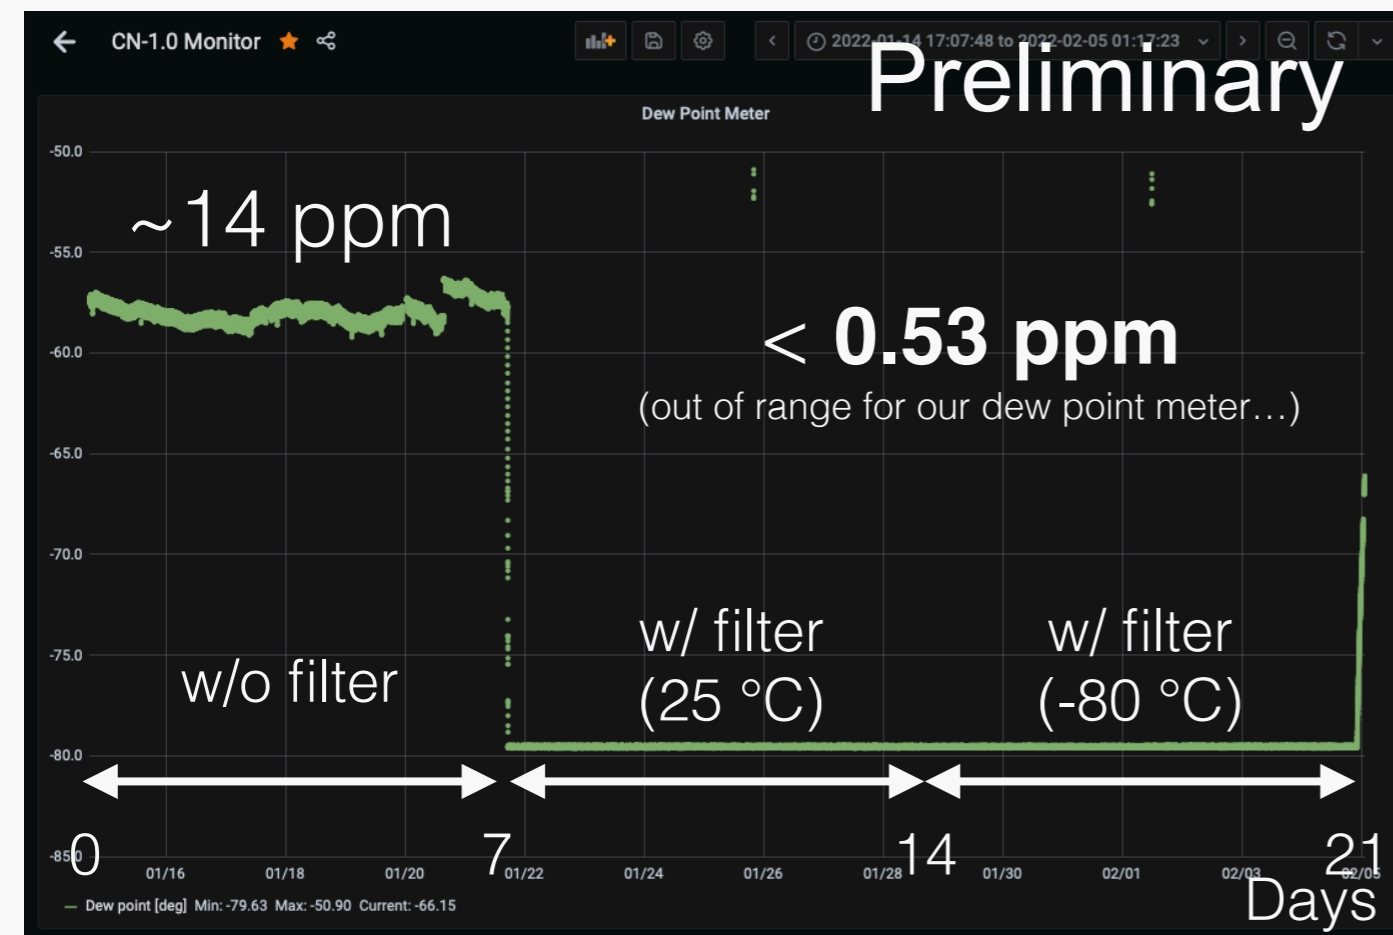 CN-1.0 Monitor
2022-01-14 17:07:48 to 2022-02-05 01:17:23
Preliminary
Dew Point Meter
-50.0
~14 ppm
-55.0
< 0.53 ppm
-60.0
(out of range for our dew point meter...)
-65.0
-70.0
w/ filter
(25 °C)
w/ filter
(-80 °C)
-75.0
w/o filter
-80.0
0
7
14
21
-85.0
01/16
01/18
01/20
01/22
01/24
01/26
01/28
01/30
02/01
02/03
02/05
Days
Dew point [deg] Min: -79.63 Max: -50.90 Current: -66.15